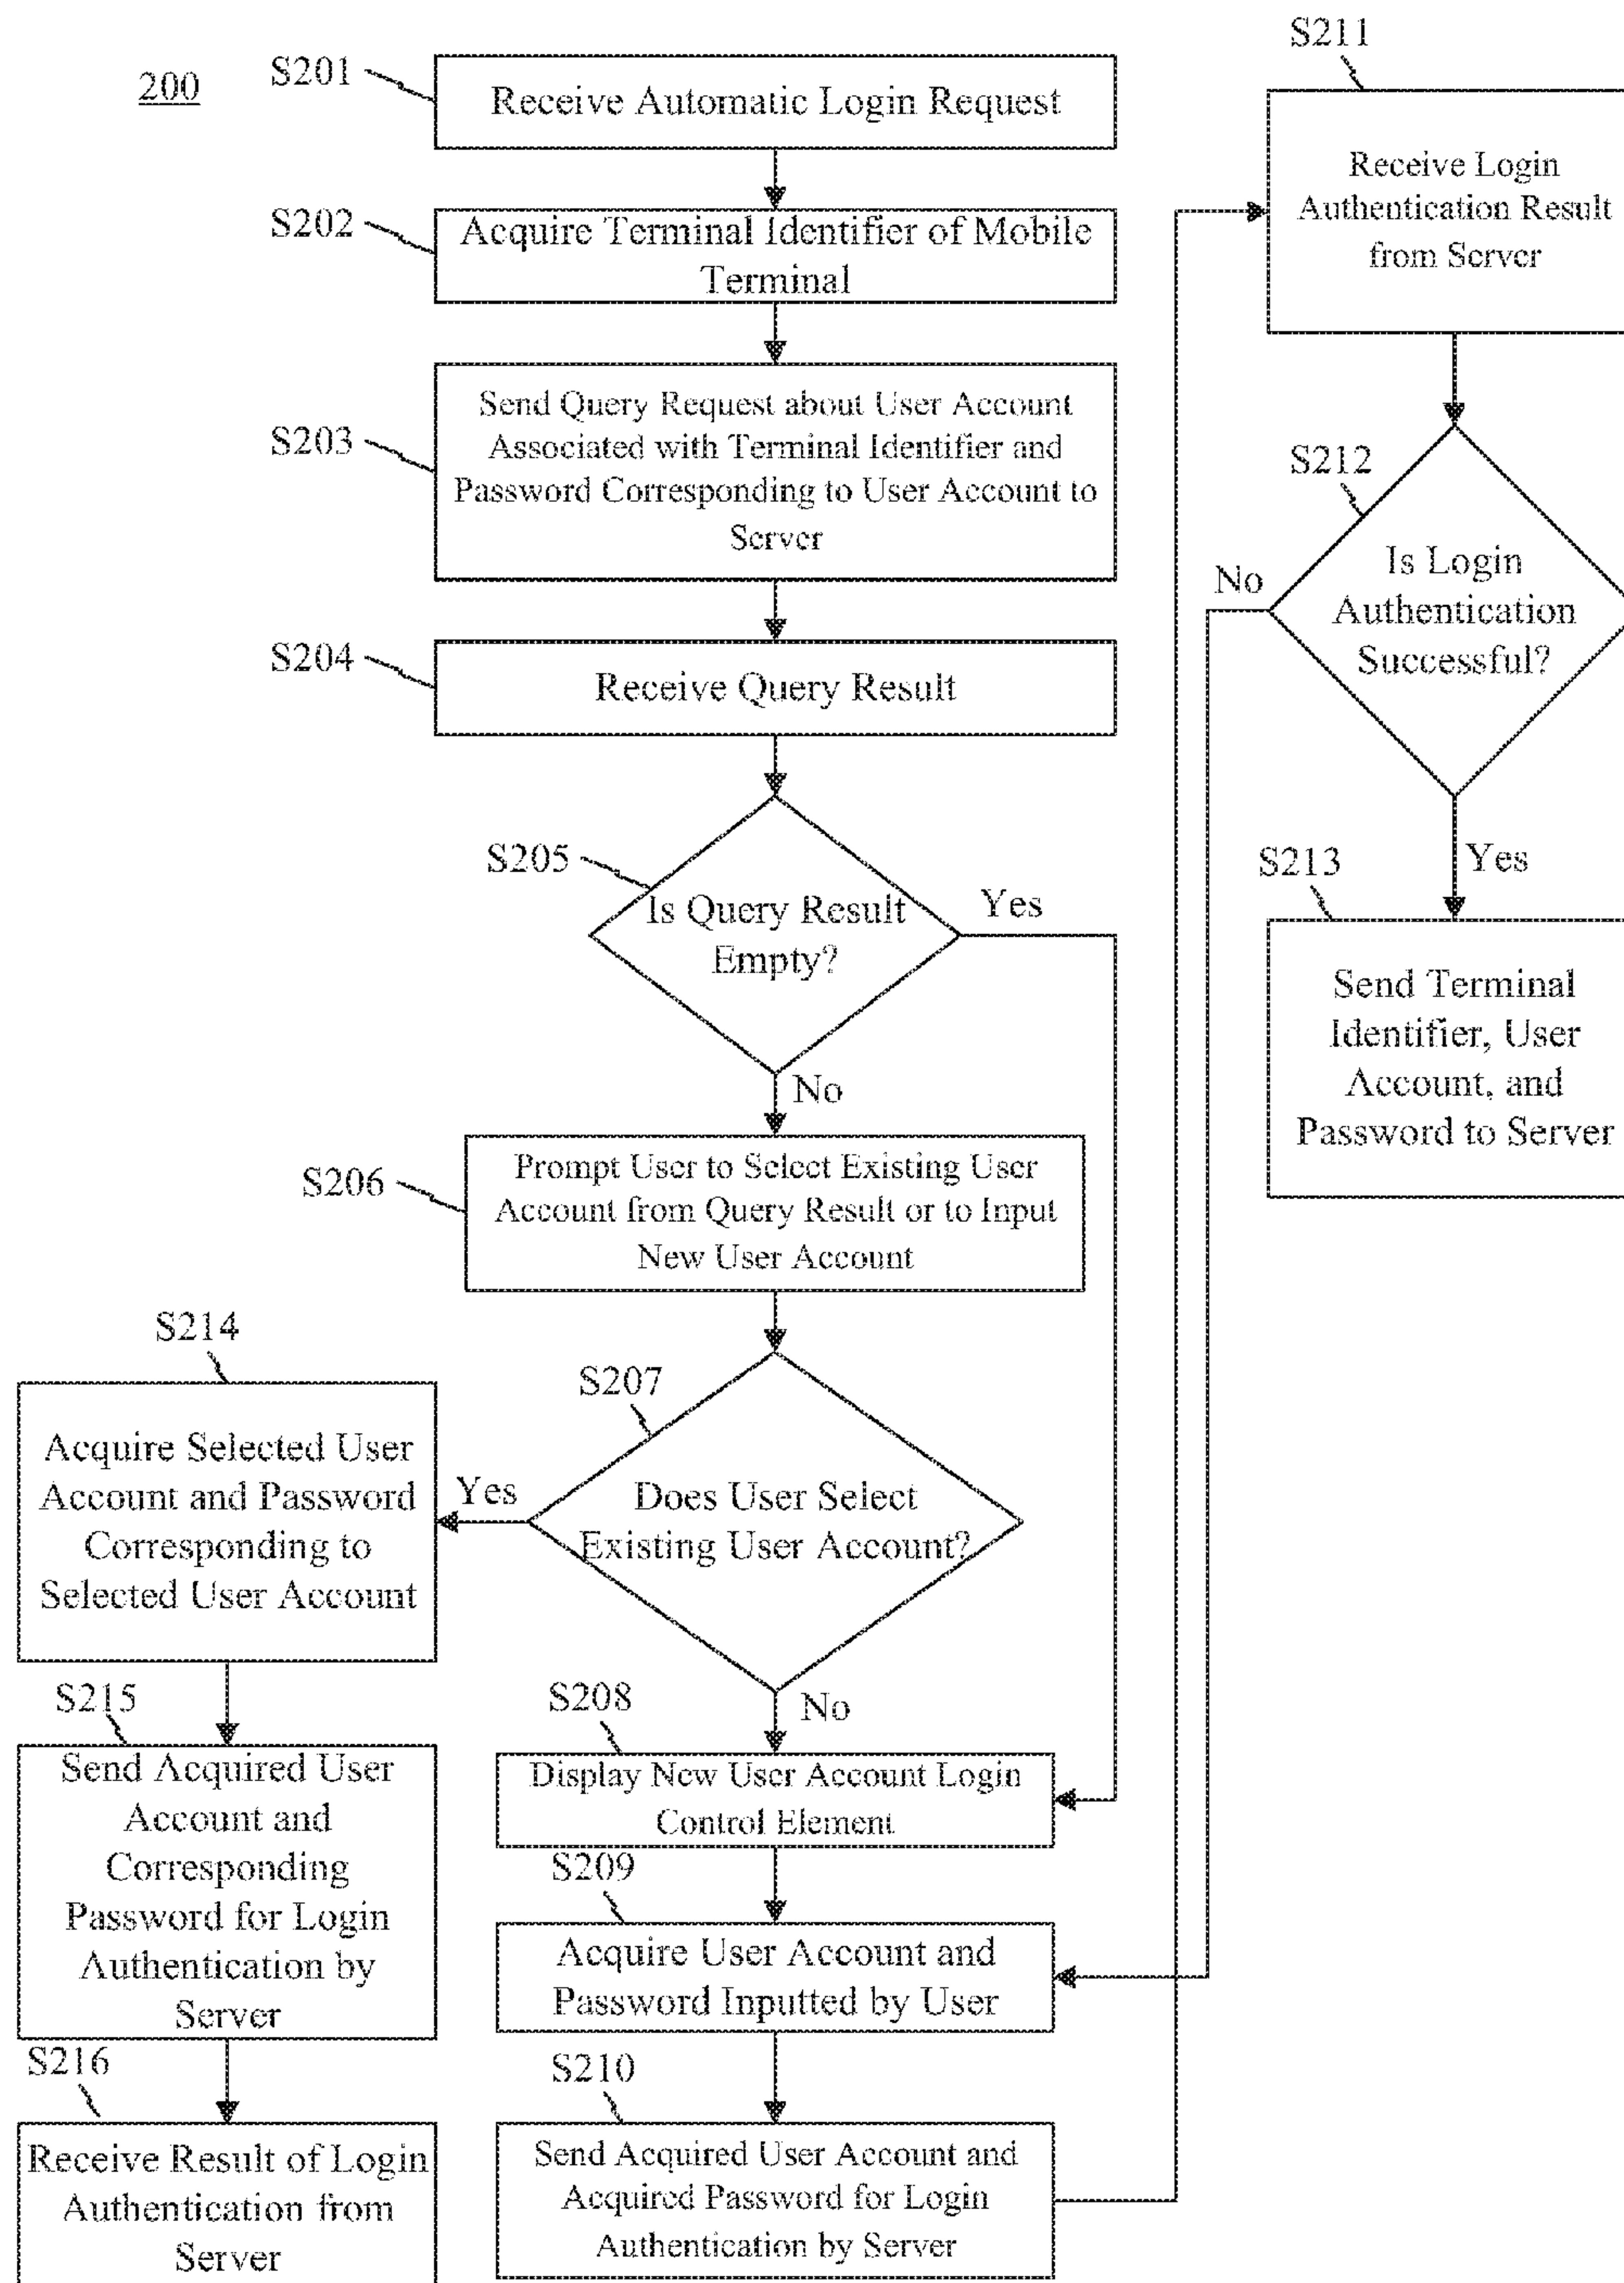 200
S201
Receive Automatic Login Request
S202
Acquire Terminal Identifier of Mobile
Terminal
S203
Send Query Request about User Account
Associated with Terminal Identifier and
Password Corresponding to User Account to
Server
S204
Receive Query Result
S205
Is Query Result
Empty?
Yes
No
S206
Prompt User to Select Existing User
Account from Query Result or to Input
New User Account
S207
Does User Select
Existing User Account?
Yes
No
S214
Acquire Selected User
Account and Password
Corresponding to
Selected User Account
S215
Send Acquired User
Account and
Corresponding
Password for Login
Authentication by
Server
S216
Receive Result of Login
Authentication from
Server
S208
Display New User Account Login
Control Element
S209
Acquire User Account and
Password Inputted by User
S210
Send Acquired User Account and
Acquired Password for Login
Authentication by Server
S211
Receive Login
Authentication Result
from Server
S212
Is Login
Authentication
Successful?
No
Yes
S213
Send Terminal
Identifier, User
Account, and
Password to Server